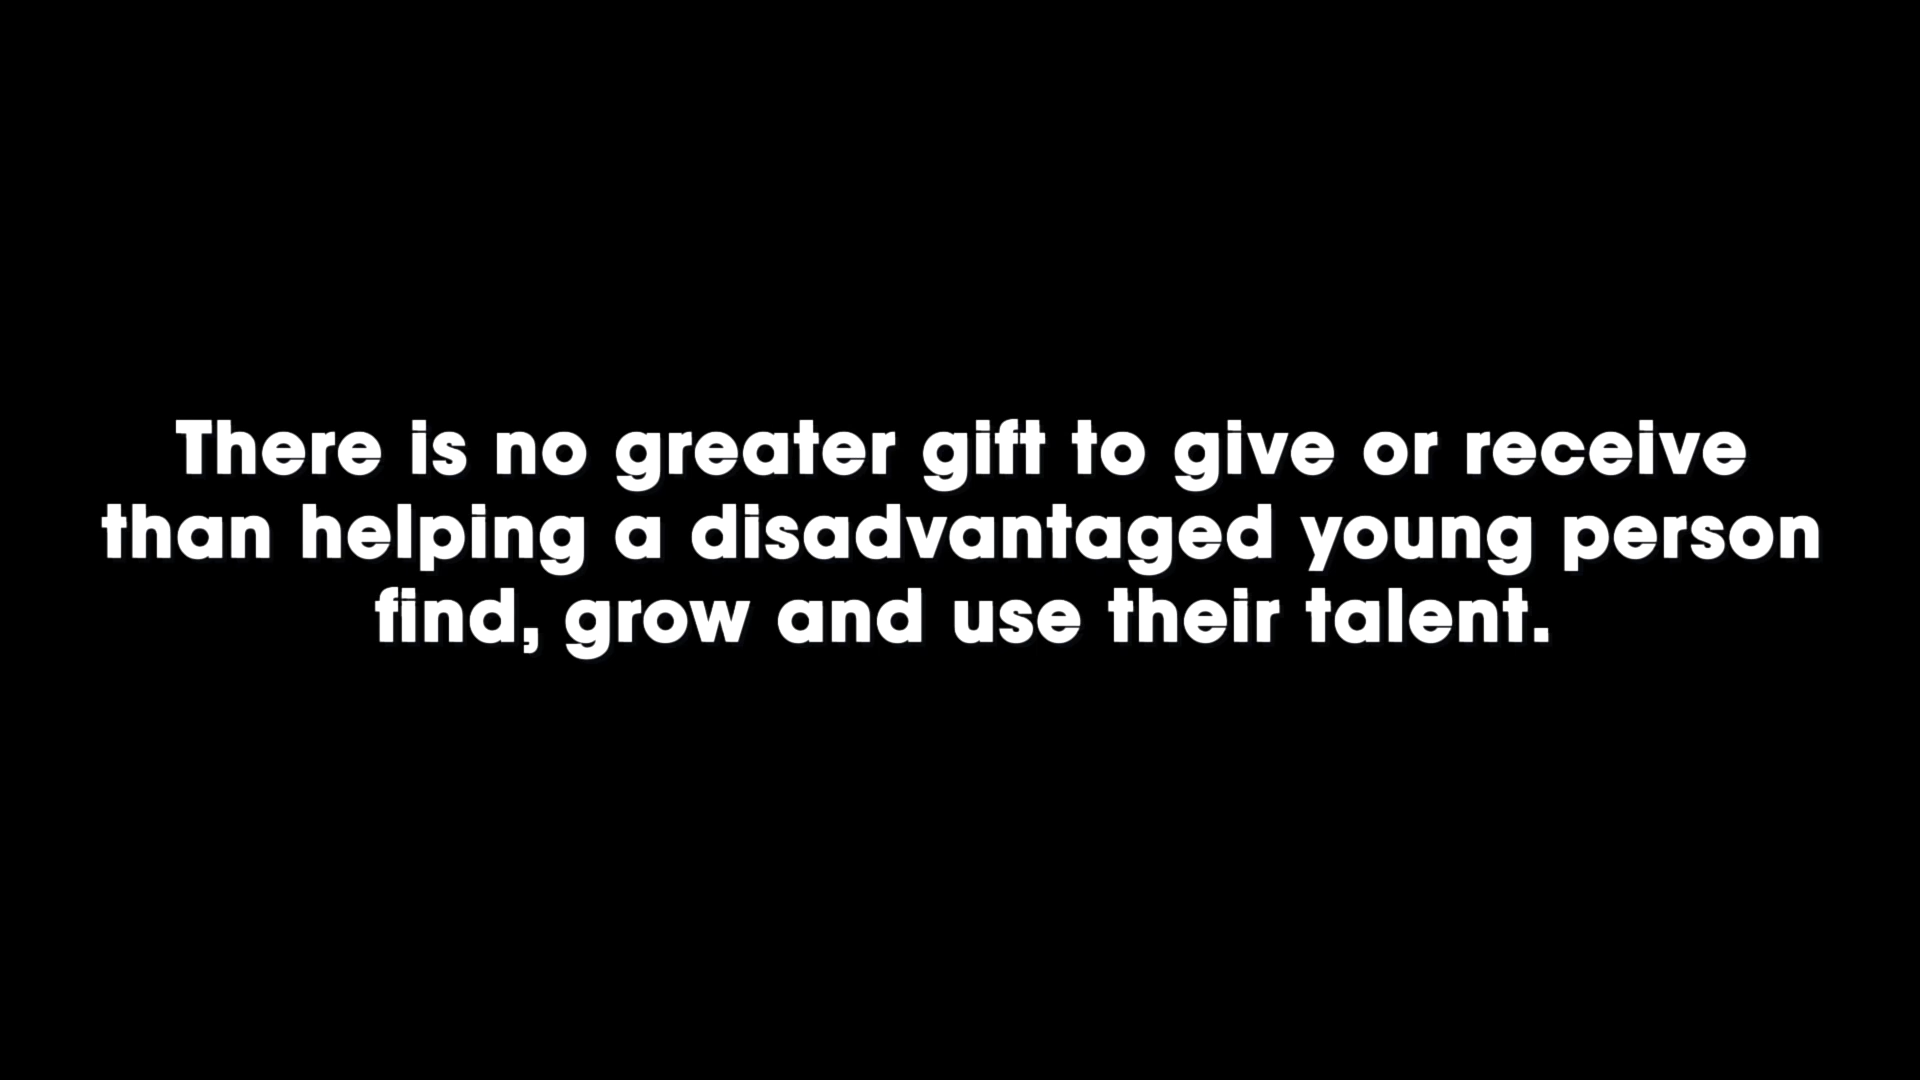 There is no greater gift to give or receive
than helping a disadvantaged young person
find, grow and use their talent.